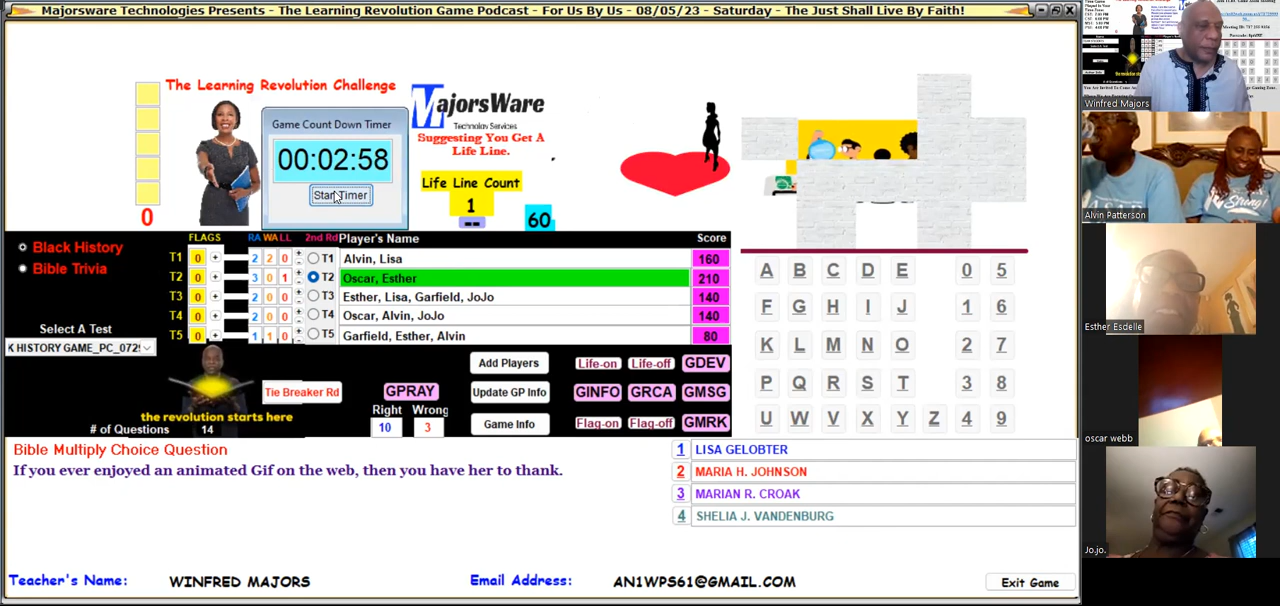 Majorsware Technologies Presents - The Learning Revolution Game Podcast - For Us By Us - 08/05/23 - Saturday - The Just Shall Live By Faith!
The Learning Revolution Challenge
Game Count Down Timer
00:02:58
Start Timer
MajorsWare
Technology Services
Suggesting You Get A
Life Line.
Life Line Count
1
--
60
0
FLAGS RA WA LL 2nd Rd Player's Name Score
Black History
Bible Trivia
T1 0 + 2 2 0 T1 Alvin, Lisa 160
T2 0 + 3 0 1 T2 Oscar, Esther 210
T3 0 + 2 0 0 T3 Esther, Lisa, Garfield, JoJo 140
T4 0 + 2 0 0 T4 Oscar, Alvin, JoJo 140
T5 0 + 1 1 0 T5 Garfield, Esther, Alvin 80
Select A Test
K HISTORY GAME_PC_072
the revolution starts here
# of Questions 14
Tie Breaker Rd
GPRAY
Right Wrong
10 3
Add Players Life-on Life-off GDEV
Update GP Info GINFO GRCA GMSG
Game Info Flag-on Flag-off GMRK
A B C D E 0 5
F G H I J 1 6
K L M N O 2 7
P Q R S T 3 8
U V W X Y Z 4 9
Bible Multiply Choice Question
If you ever enjoyed an animated Gif on the web, then you have her to thank.
1 LISA GELOBTER
2 MARIA H. JOHNSON
3 MARIAN R. CROAK
4 SHELIA J. VANDENBURG
Teacher's Name: WINFRED MAJORS Email Address: AN1WPS61@GMAIL.COM Exit Game
Winfred Majors
Alvin Patterson
Strong!
Esther Esdelle
oscar webb
Jo.jo.